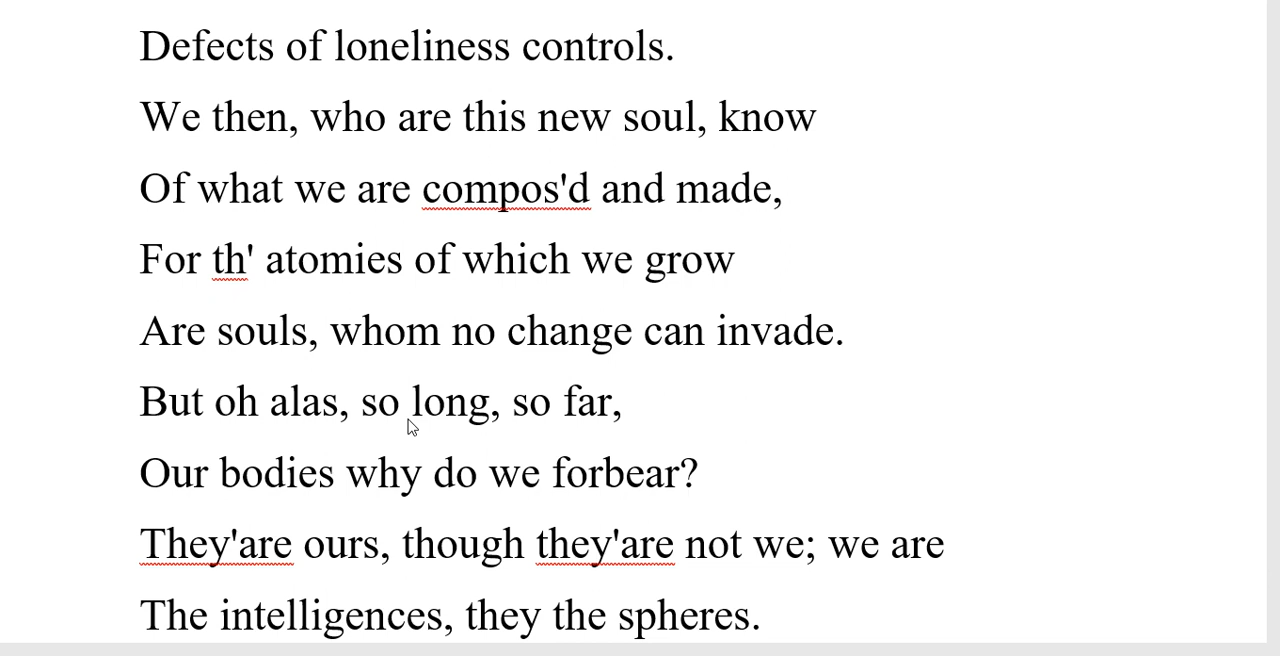 Defects of loneliness controls.
We then, who are this new soul, know
Of what we are compos'd and made,
For th' atomies of which we grow
Are souls, whom no change can invade.
But oh alas, so long, so far,
Our bodies why do we forbear?
They'are ours, though they'are not we; we are
The intelligences, they the spheres.